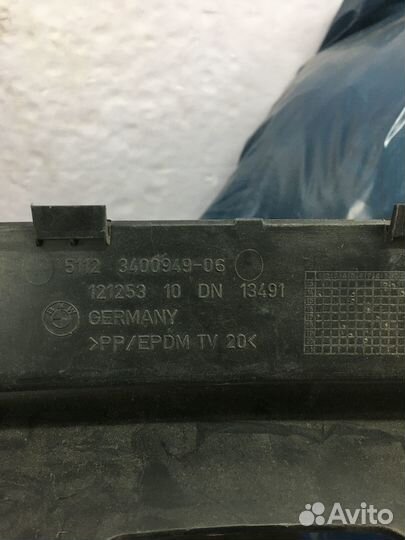 5112 3400949-06
121253 10 DN 13491
GERMANY
>PP/EPDM TV 20<
Avito